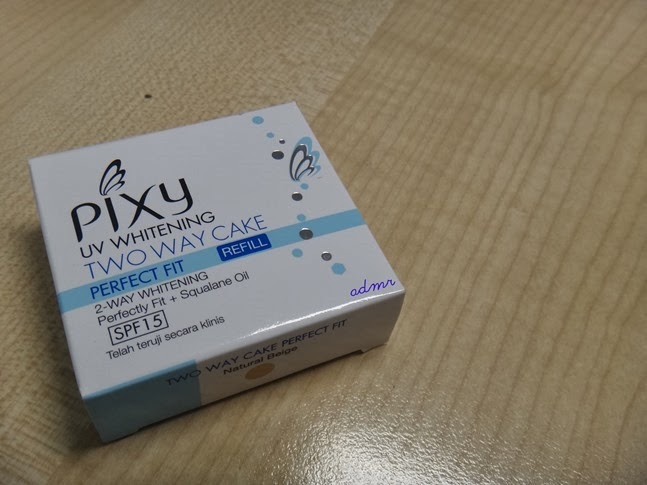 PIXY
UV WHITENING
TWO WAY CAKE
PERFECT FIT REFILL
2-WAY WHITENING
Perfectly Fit + Squalane Oil
SPF15
Telah teruji secara klinis
admr
TWO WAY CAKE PERFECT FIT
Natural Beige